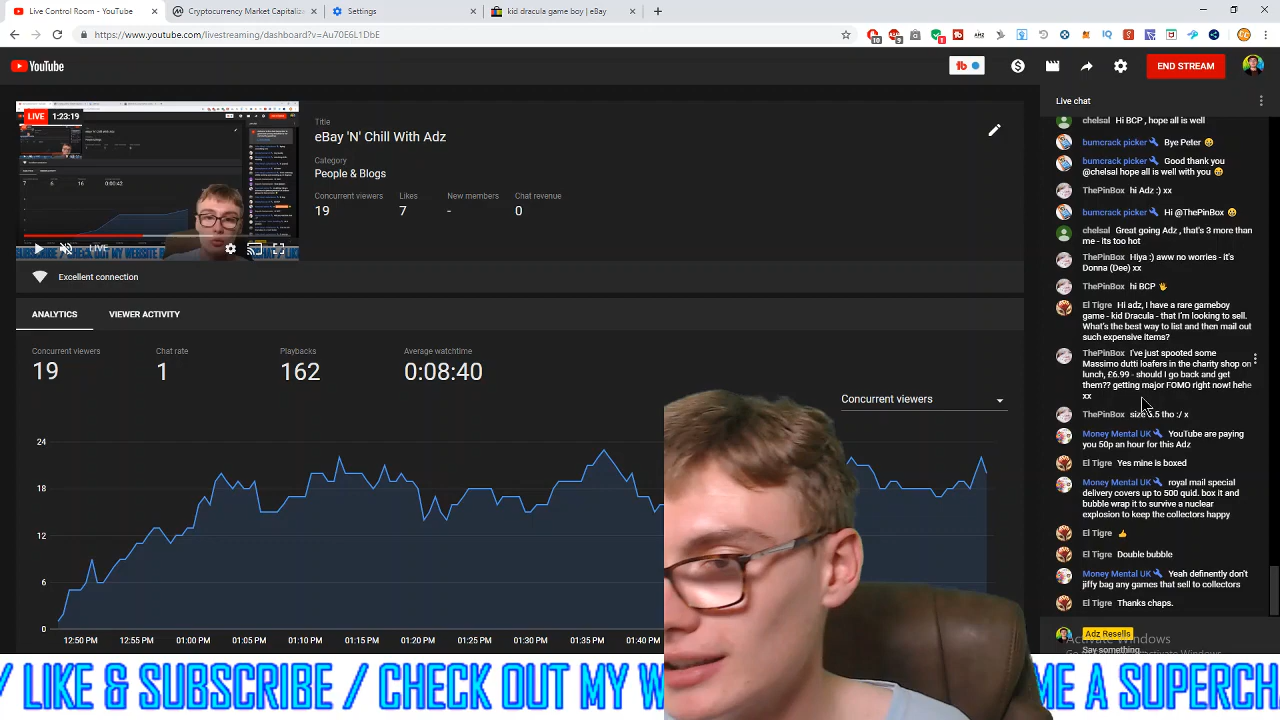 Live Control Room - YouTube
Cryptocurrency Market Capitaliz
Settings
kid dracula game boy | eBay
https://www.youtube.com/livestreaming/dashboard?v=Au70E6L1DbE
YouTube
END STREAM
LIVE 1:23:19
Title
eBay 'N' Chill With Adz
Category
People & Blogs
Concurrent viewers Likes New members Chat revenue
19 7 - 0
LIVE
Excellent connection
ANALYTICS VIEWER ACTIVITY
Concurrent viewers Chat rate Playbacks Average watchtime
19 1 162 0:08:40
Concurrent viewers
24
18
12
6
0
12:50 PM 12:55 PM 01:00 PM 01:05 PM 01:10 PM 01:15 PM 01:20 PM 01:25 PM 01:30 PM 01:35 PM 01:40 PM
Live chat
chelsal Hi BCP , hope all is well
bumcrack picker Bye Peter
bumcrack picker Good thank you
@chelsal hope all is well with you
ThePinBox hi Adz :) xx
bumcrack picker Hi @ThePinBox
chelsal Great going Adz , that's 3 more than
me - its too hot
ThePinBox Hiya :) aww no worries - it's
Donna (Dee) xx
ThePinBox hi BCP
El Tigre Hi adz, I have a rare gameboy
game - kid Dracula - that I'm looking to sell.
What's the best way to list and then mail out
such expensive items?
ThePinBox I've just spooted some
Massimo dutti loafers in the charity shop on
lunch, £6.99 - should I go back and get
them?? getting major FOMO right now! hehe
xx
ThePinBox size 3.5 tho :/ x
Money Mental UK YouTube are paying
you 50p an hour for this Adz
El Tigre Yes mine is boxed
Money Mental UK royal mail special
delivery covers up to 500 quid. box it and
bubble wrap it to survive a nuclear
explosion to keep the collectors happy
El Tigre
El Tigre Double bubble
Money Mental UK Yeah definently don't
jiffy bag any games that sell to collectors
El Tigre Thanks chaps.
Adz Resells
Activate Windows
Say something
/ LIKE & SUBSCRIBE / CHECK OUT MY W
ME A SUPERCH